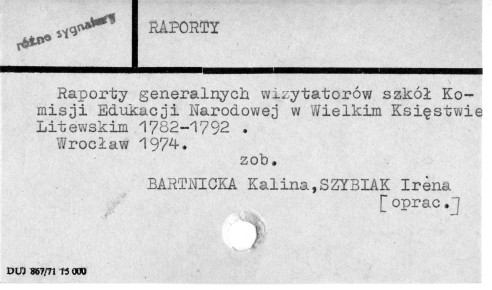 różne sygnatury
RAPORTY
Raporty generalnych wizytatorów szkół Ko-
misji Edukacji Narodowej w Wielkim Księstwie
Litewskim 1782-1792 .
Wrocław 1974.
zob.
BARTNICKA Kalina,SZYBIAK Irena
[oprac.]
DUJ 867/71 15 000